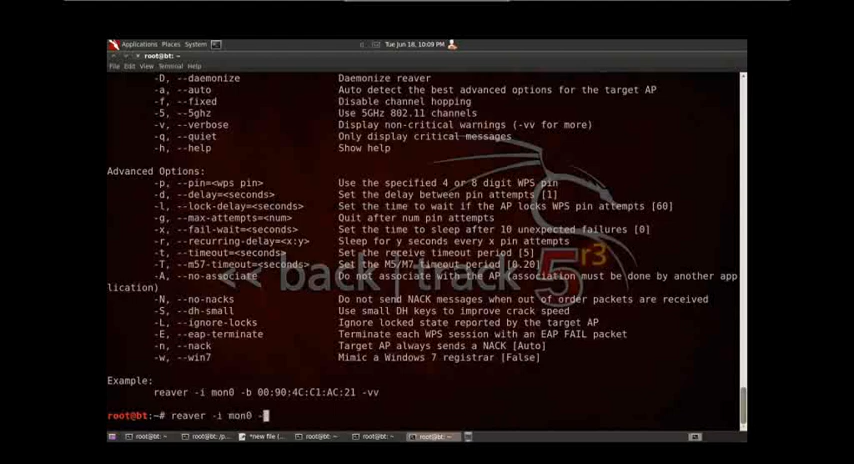 Applications Places System
Tue Jun 18, 10:09 PM
root@bt: ~
File Edit View Terminal Help
-D, --daemonize Daemonize reaver
-a, --auto Auto detect the best advanced options for the target AP
-f, --fixed Disable channel hopping
-5, --5ghz Use 5GHz 802.11 channels
-v, --verbose Display non-critical warnings (-vv for more)
-q, --quiet Only display critical messages
-h, --help Show help
Advanced Options:
-p, --pin=<wps pin> Use the specified 4 or 8 digit WPS pin
-d, --delay=<seconds> Set the delay between pin attempts [1]
-l, --lock-delay=<seconds> Set the time to wait if the AP locks WPS pin attempts [60]
-g, --max-attempts=<num> Quit after num pin attempts
-x, --fail-wait=<seconds> Set the time to sleep after 10 unexpected failures [0]
-r, --recurring-delay=<x:y> Sleep for y seconds every x pin attempts
-t, --timeout=<seconds> Set the receive timeout period [5]
-T, --m57-timeout=<seconds> Set the M5/M7 timeout period [0.20]
-A, --no-associate Do not associate with the AP (association must be done by another app
lication)
-N, --no-nacks Do not send NACK messages when out of order packets are received
-S, --dh-small Use small DH keys to improve crack speed
-L, --ignore-locks Ignore locked state reported by the target AP
-E, --eap-terminate Terminate each WPS session with an EAP FAIL packet
-n, --nack Target AP always sends a NACK [Auto]
-w, --win7 Mimic a Windows 7 registrar [False]
<< back | track 5 r3
Example:
reaver -i mon0 -b 00:90:4C:C1:AC:21 -vv
root@bt:~# reaver -i mon0 -
root@bt: ~ root@bt: /p... *new file (... root@bt: ~ root@bt: ~ root@bt: ~